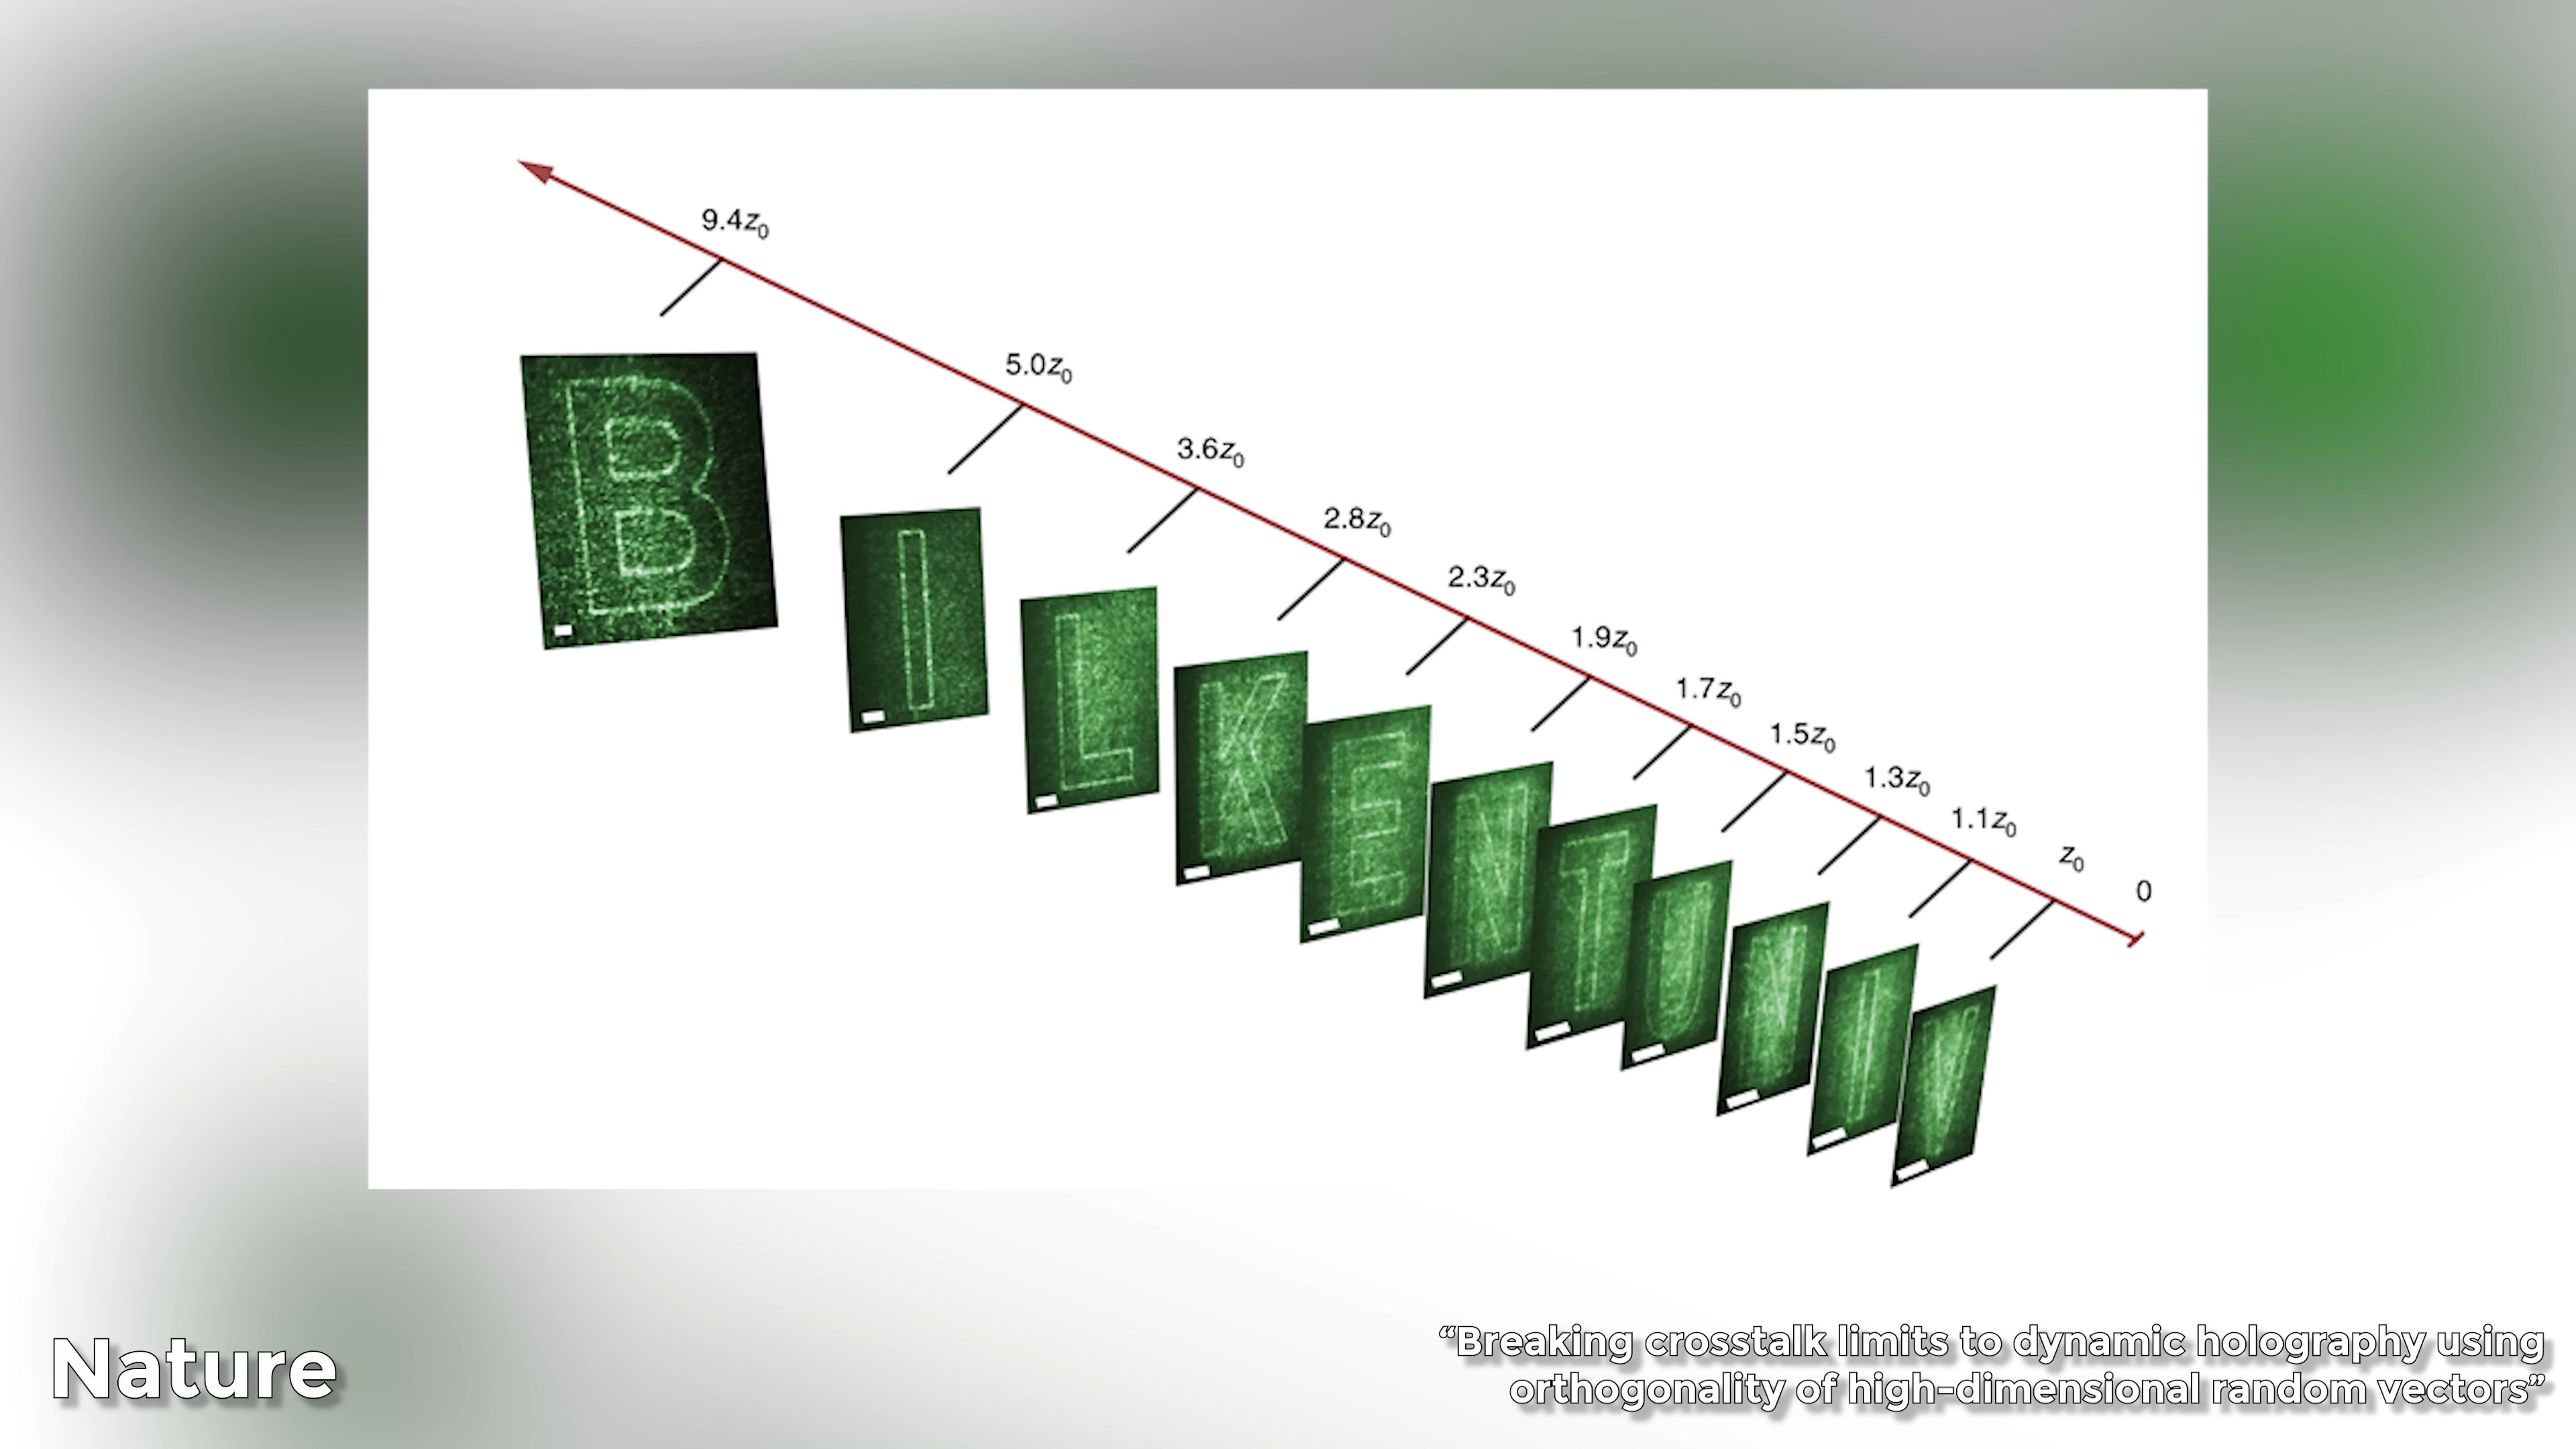 9.4z₀
5.0z₀
3.6z₀
2.8z₀
2.3z₀
1.9z₀
1.7z₀
1.5z₀
1.3z₀
1.1z₀
z₀
0
B I L K E N T U N I V
Nature
“Breaking crosstalk limits to dynamic holography using
orthogonality of high-dimensional random vectors”